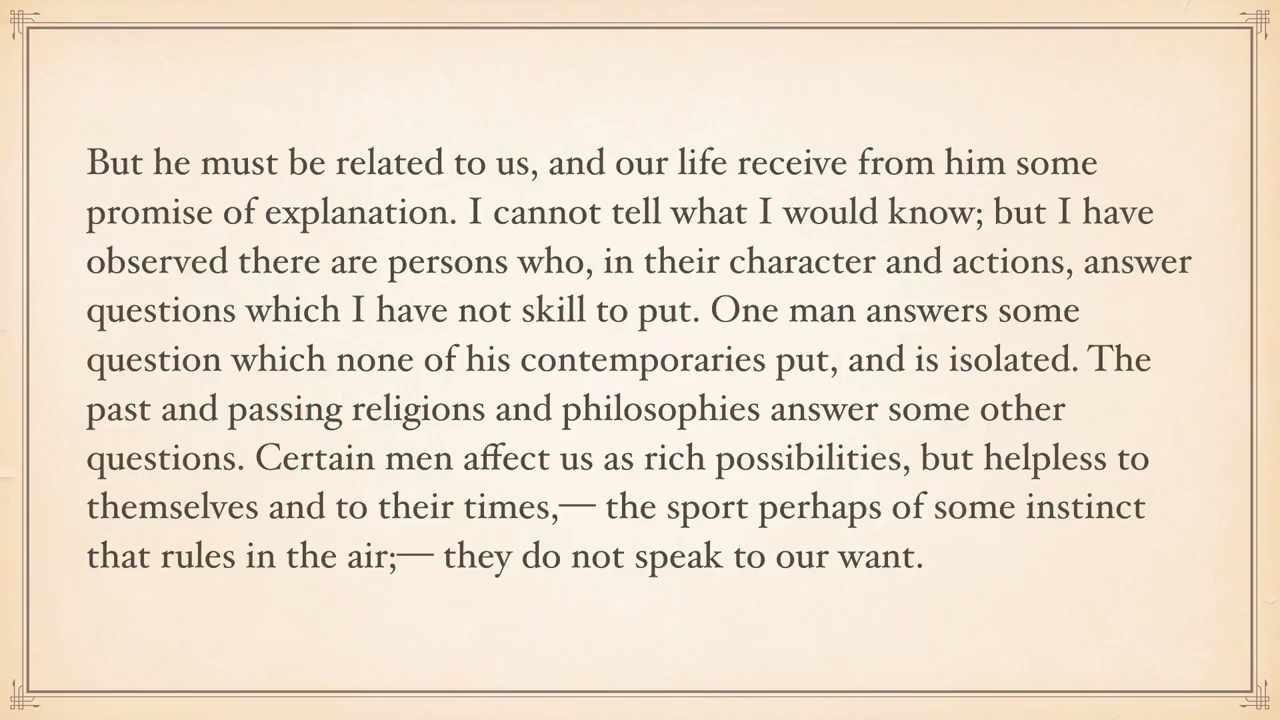 But he must be related to us, and our life receive from him some
promise of explanation. I cannot tell what I would know; but I have
observed there are persons who, in their character and actions, answer
questions which I have not skill to put. One man answers some
question which none of his contemporaries put, and is isolated. The
past and passing religions and philosophies answer some other
questions. Certain men affect us as rich possibilities, but helpless to
themselves and to their times,— the sport perhaps of some instinct
that rules in the air;— they do not speak to our want.